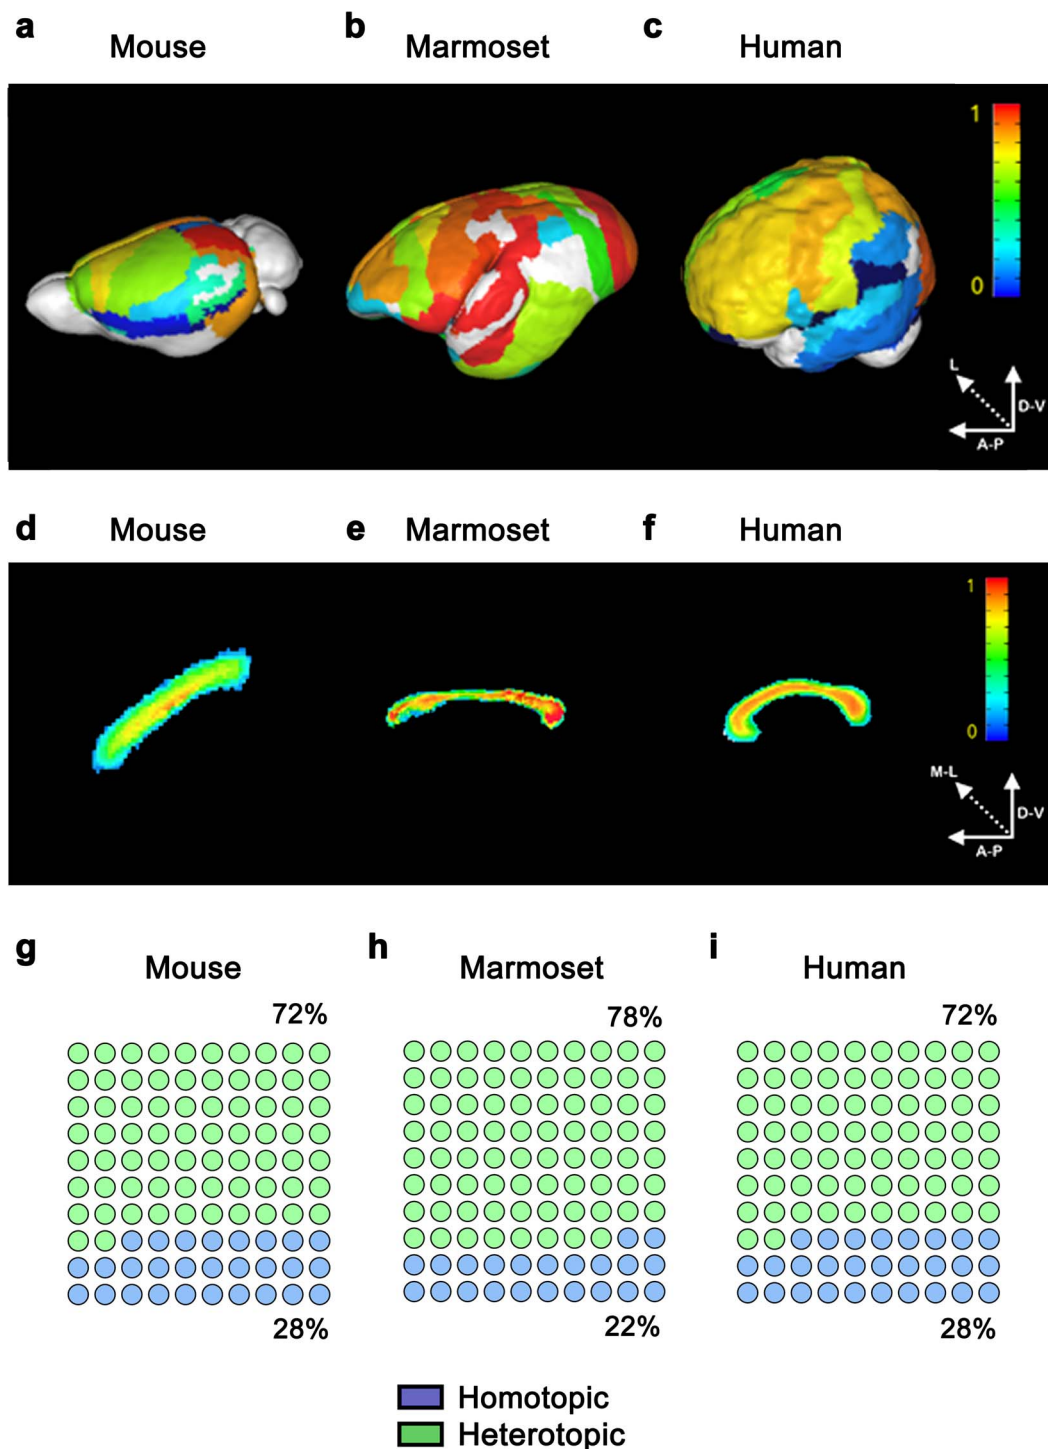 a Mouse b Marmoset c Human
1
0
L
D-V
A-P
d Mouse e Marmoset f Human
1
0
M-L
D-V
A-P
g Mouse h Marmoset i Human
72% 78% 72%
28% 22% 28%
Homotopic
Heterotopic